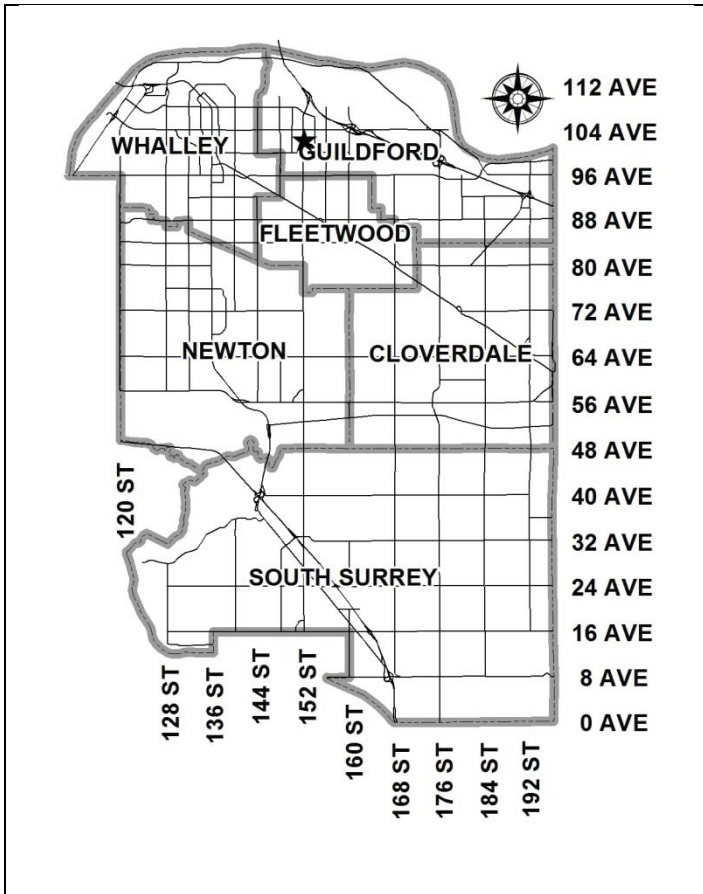 112 AVE
104 AVE
WHALLEY
GUILDFORD
96 AVE
88 AVE
FLEETWOOD
80 AVE
72 AVE
NEWTON
CLOVERDALE
64 AVE
56 AVE
48 AVE
120 ST
40 AVE
32 AVE
SOUTH SURREY
24 AVE
16 AVE
128 ST
136 ST
144 ST
152 ST
160 ST
8 AVE
0 AVE
168 ST
176 ST
184 ST
192 ST